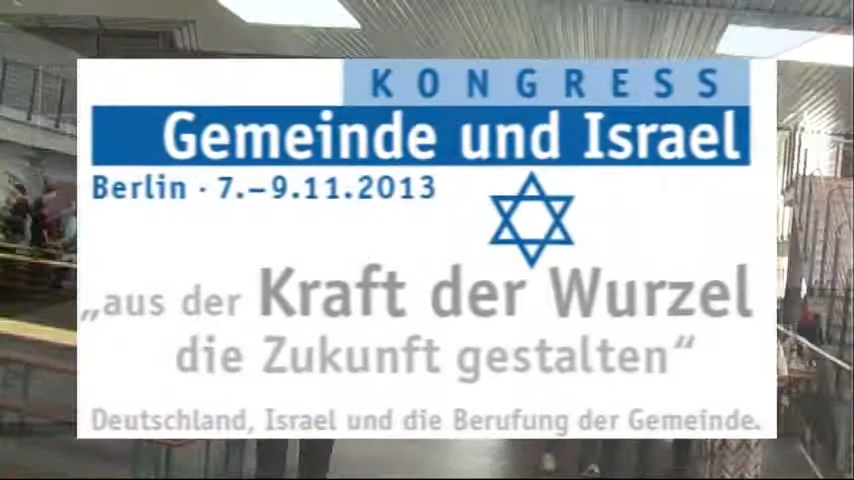 KONGRESS
Gemeinde und Israel
Berlin · 7.–9.11.2013
„aus der Kraft der Wurzel
die Zukunft gestalten“
Deutschland, Israel und die Berufung der Gemeinde.